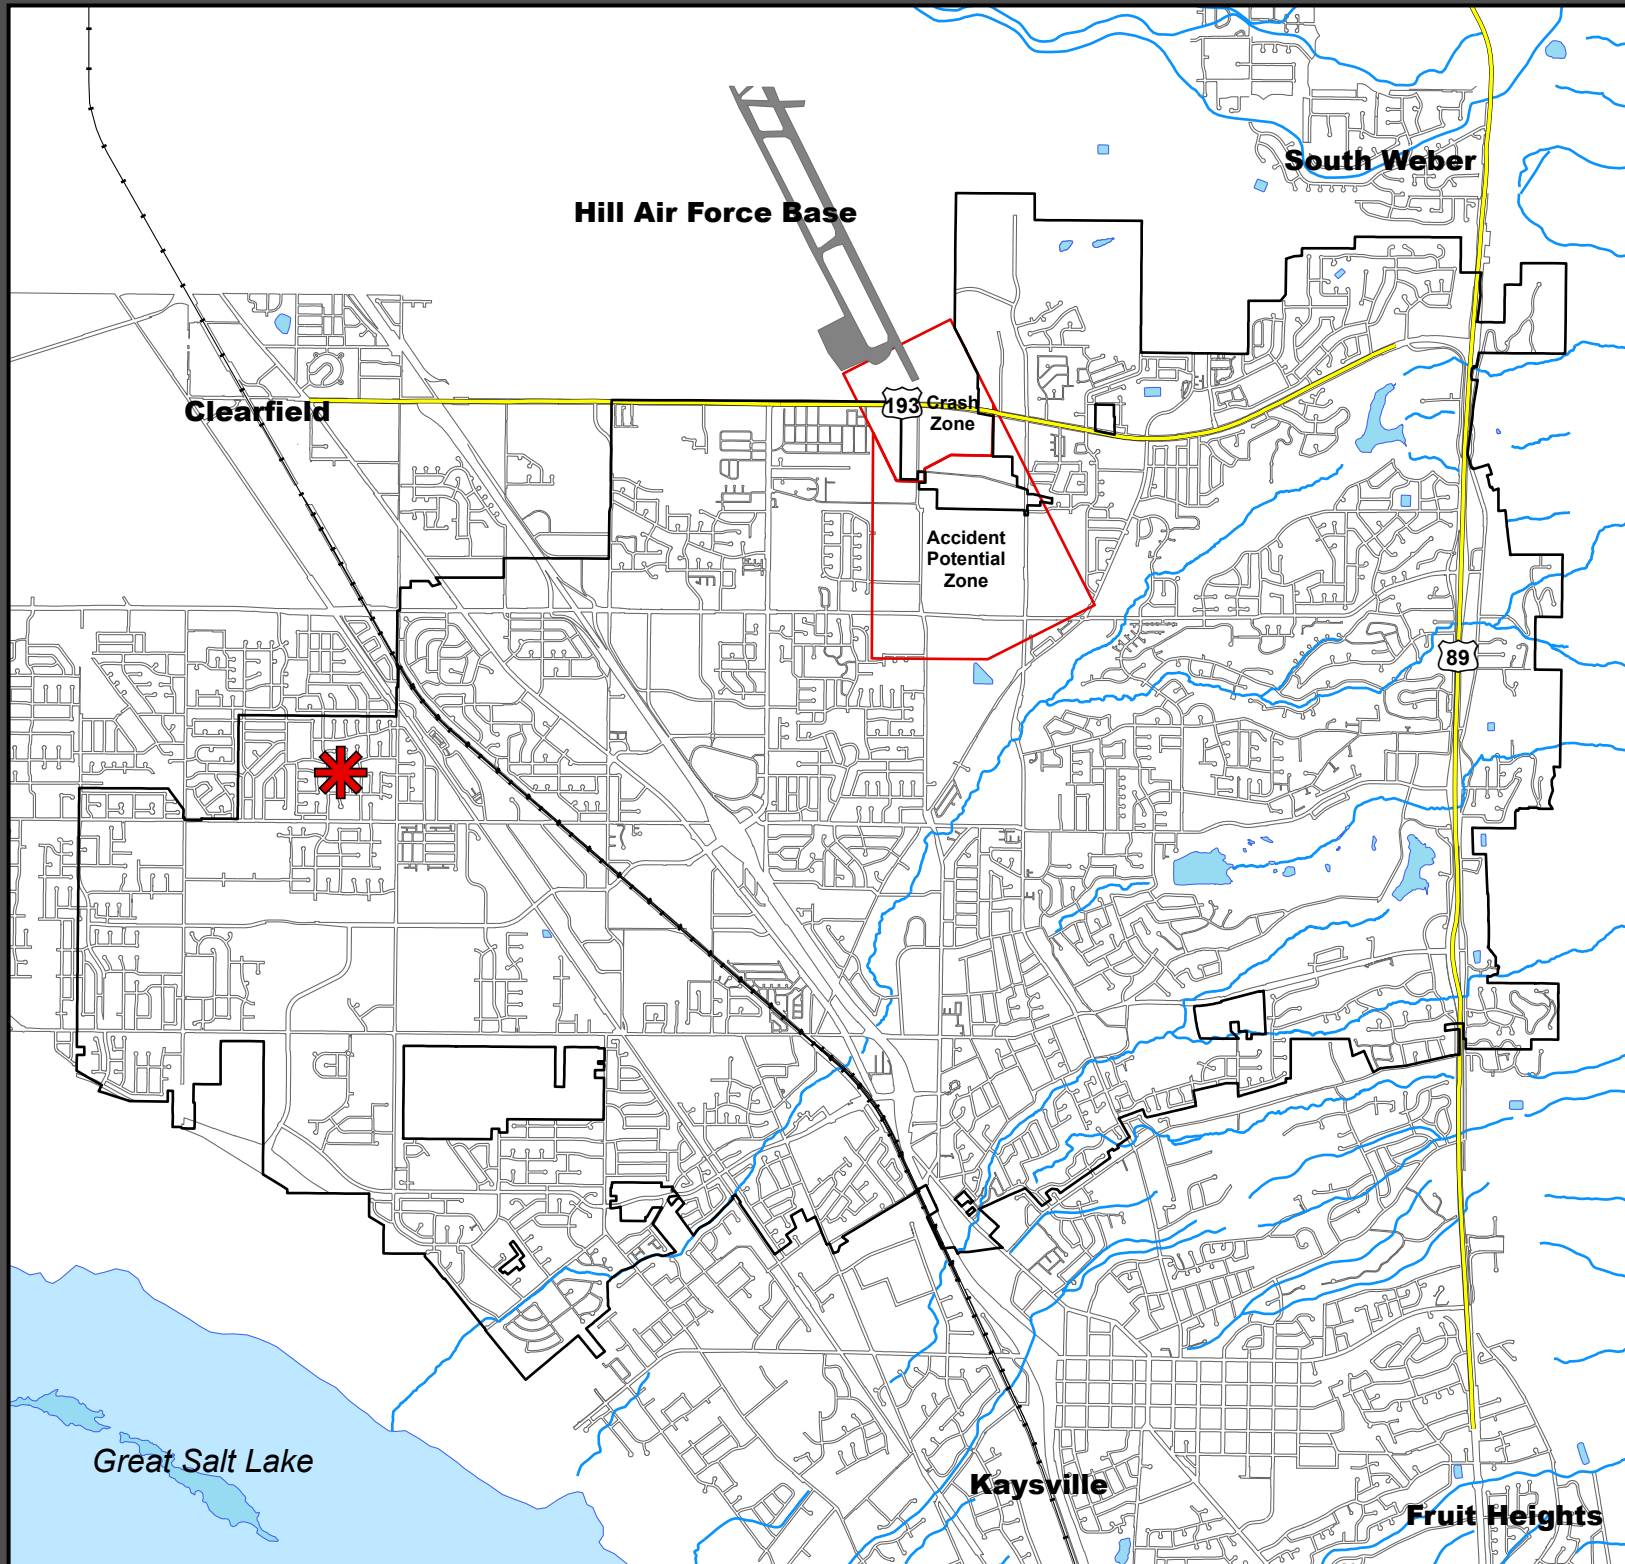 South Weber
Hill Air Force Base
193
Crash
Zone
Clearfield
Accident
Potential
Zone
89
Great Salt Lake
Kaysville
Fruit Heights